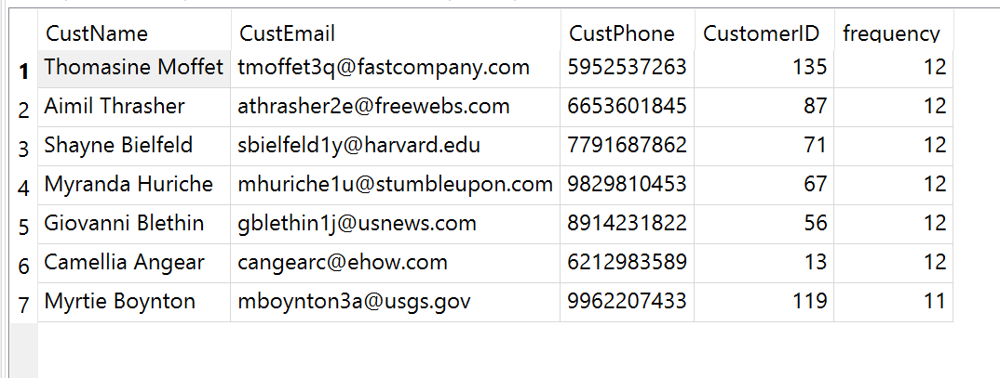 CustName CustEmail CustPhone CustomerID frequency
1 Thomasine Moffet tmoffet3q@fastcompany.com 5952537263 135 12
2 Aimil Thrasher athrasher2e@freewebs.com 6653601845 87 12
3 Shayne Bielfeld sbielfeld1y@harvard.edu 7791687862 71 12
4 Myranda Huriche mhuriche1u@stumbleupon.com 9829810453 67 12
5 Giovanni Blethin gblethin1j@usnews.com 8914231822 56 12
6 Camellia Angear cangearc@ehow.com 6212983589 13 12
7 Myrtie Boynton mboynton3a@usgs.gov 9962207433 119 11